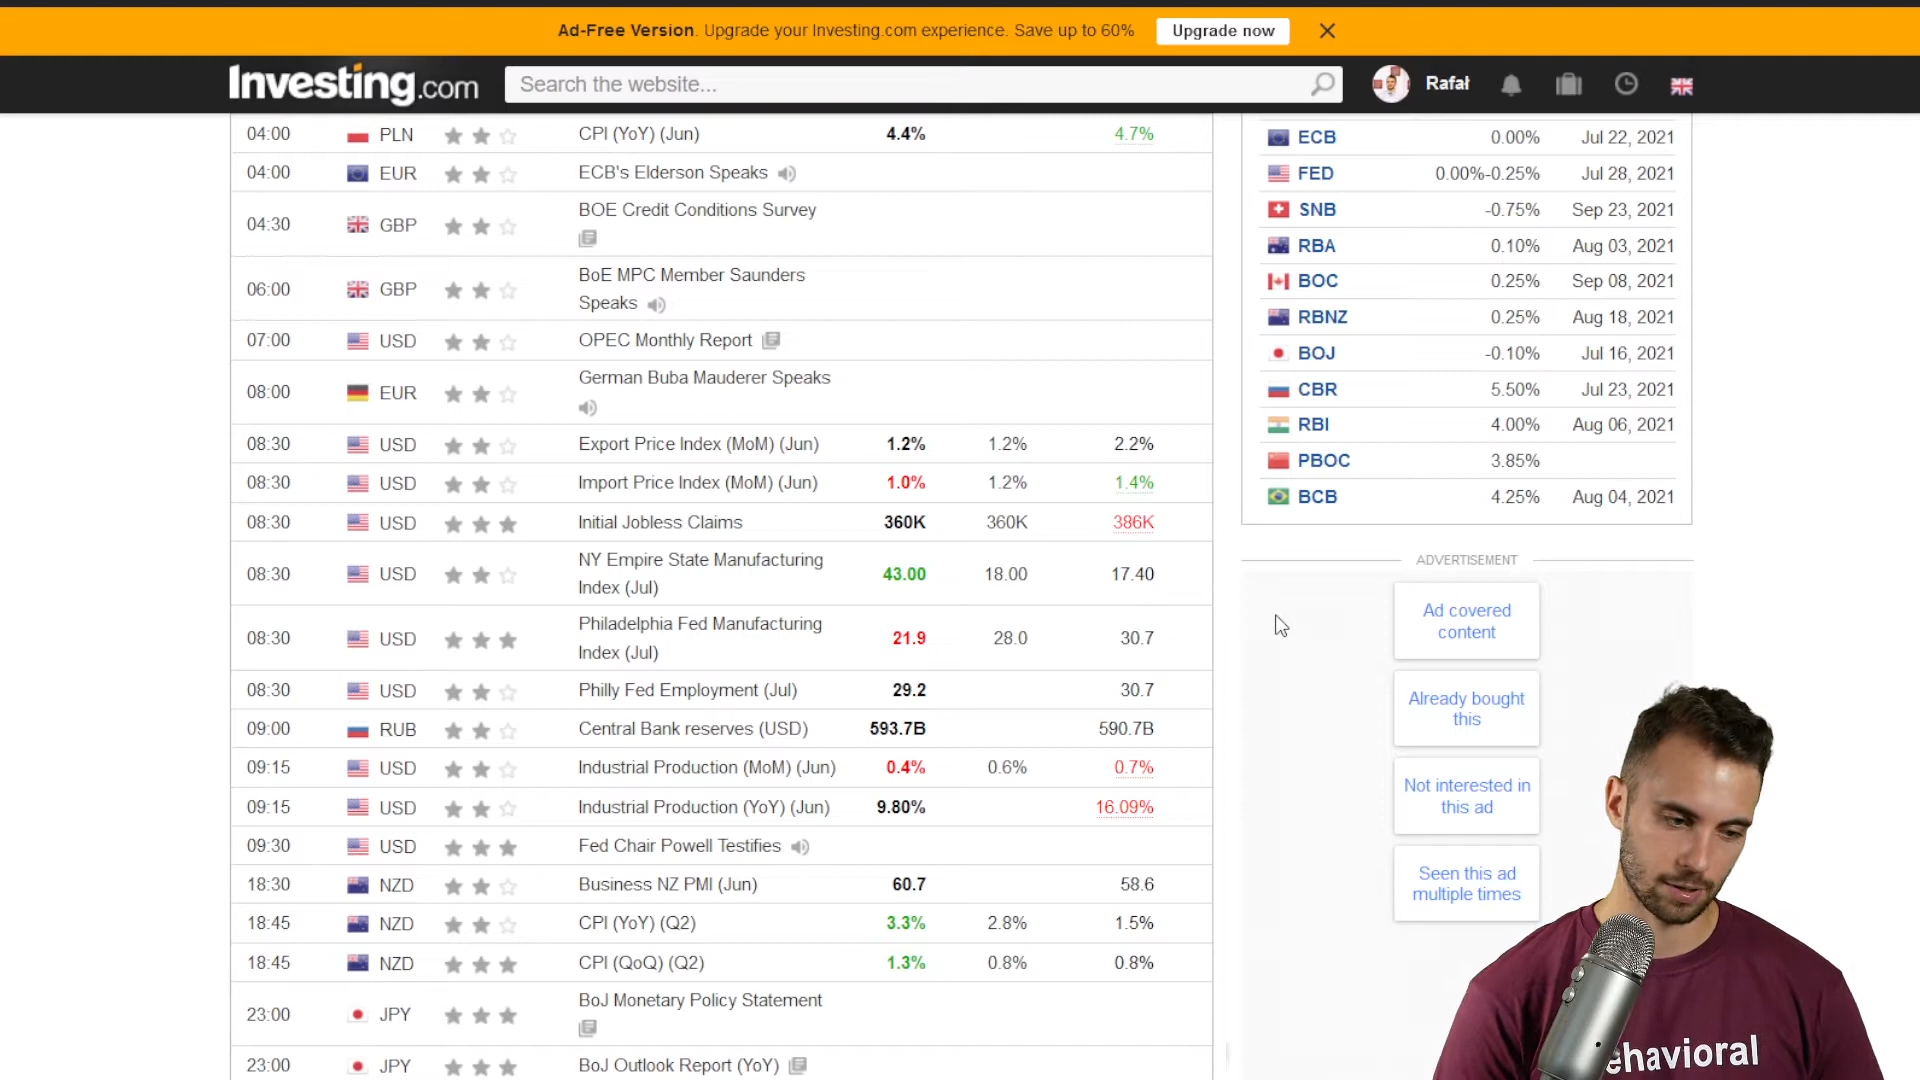 Ad-Free Version. Upgrade your Investing.com experience. Save up to 60% Upgrade now
Investing.com Search the website... Rafał
04:00 PLN CPI (YoY) (Jun) 4.4% 4.7%
04:00 EUR ECB's Elderson Speaks
04:30 GBP BOE Credit Conditions Survey
06:00 GBP BoE MPC Member Saunders
Speaks
07:00 USD OPEC Monthly Report
08:00 EUR German Buba Mauderer Speaks
08:30 USD Export Price Index (MoM) (Jun) 1.2% 1.2% 2.2%
08:30 USD Import Price Index (MoM) (Jun) 1.0% 1.2% 1.4%
08:30 USD Initial Jobless Claims 360K 360K 386K
08:30 USD NY Empire State Manufacturing
Index (Jul) 43.00 18.00 17.40
08:30 USD Philadelphia Fed Manufacturing
Index (Jul) 21.9 28.0 30.7
08:30 USD Philly Fed Employment (Jul) 29.2 30.7
09:00 RUB Central Bank reserves (USD) 593.7B 590.7B
09:15 USD Industrial Production (MoM) (Jun) 0.4% 0.6% 0.7%
09:15 USD Industrial Production (YoY) (Jun) 9.80% 16.09%
09:30 USD Fed Chair Powell Testifies
18:30 NZD Business NZ PMI (Jun) 60.7 58.6
18:45 NZD CPI (YoY) (Q2) 3.3% 2.8% 1.5%
18:45 NZD CPI (QoQ) (Q2) 1.3% 0.8% 0.8%
23:00 JPY BoJ Monetary Policy Statement
23:00 JPY BoJ Outlook Report (YoY)
ECB 0.00% Jul 22, 2021
FED 0.00%-0.25% Jul 28, 2021
SNB -0.75% Sep 23, 2021
RBA 0.10% Aug 03, 2021
BOC 0.25% Sep 08, 2021
RBNZ 0.25% Aug 18, 2021
BOJ -0.10% Jul 16, 2021
CBR 5.50% Jul 23, 2021
RBI 4.00% Aug 06, 2021
PBOC 3.85%
BCB 4.25% Aug 04, 2021
ADVERTISEMENT
Ad covered
content
Already bought
this
Not interested in
this ad
Seen this ad
multiple times
ehavioral